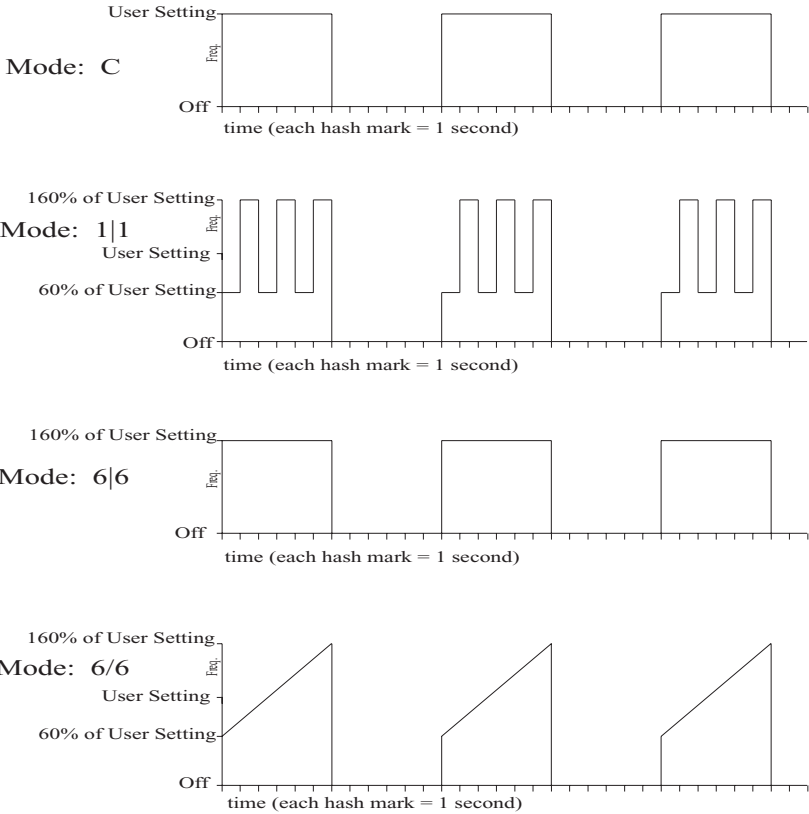 User Setting
Freq.
Mode: C
Off
time (each hash mark = 1 second)
160% of User Setting
Freq.
Mode: 1|1
User Setting
60% of User Setting
Off
time (each hash mark = 1 second)
160% of User Setting
Freq.
Mode: 6|6
Off
time (each hash mark = 1 second)
160% of User Setting
Freq.
Mode: 6/6
User Setting
60% of User Setting
Off
time (each hash mark = 1 second)